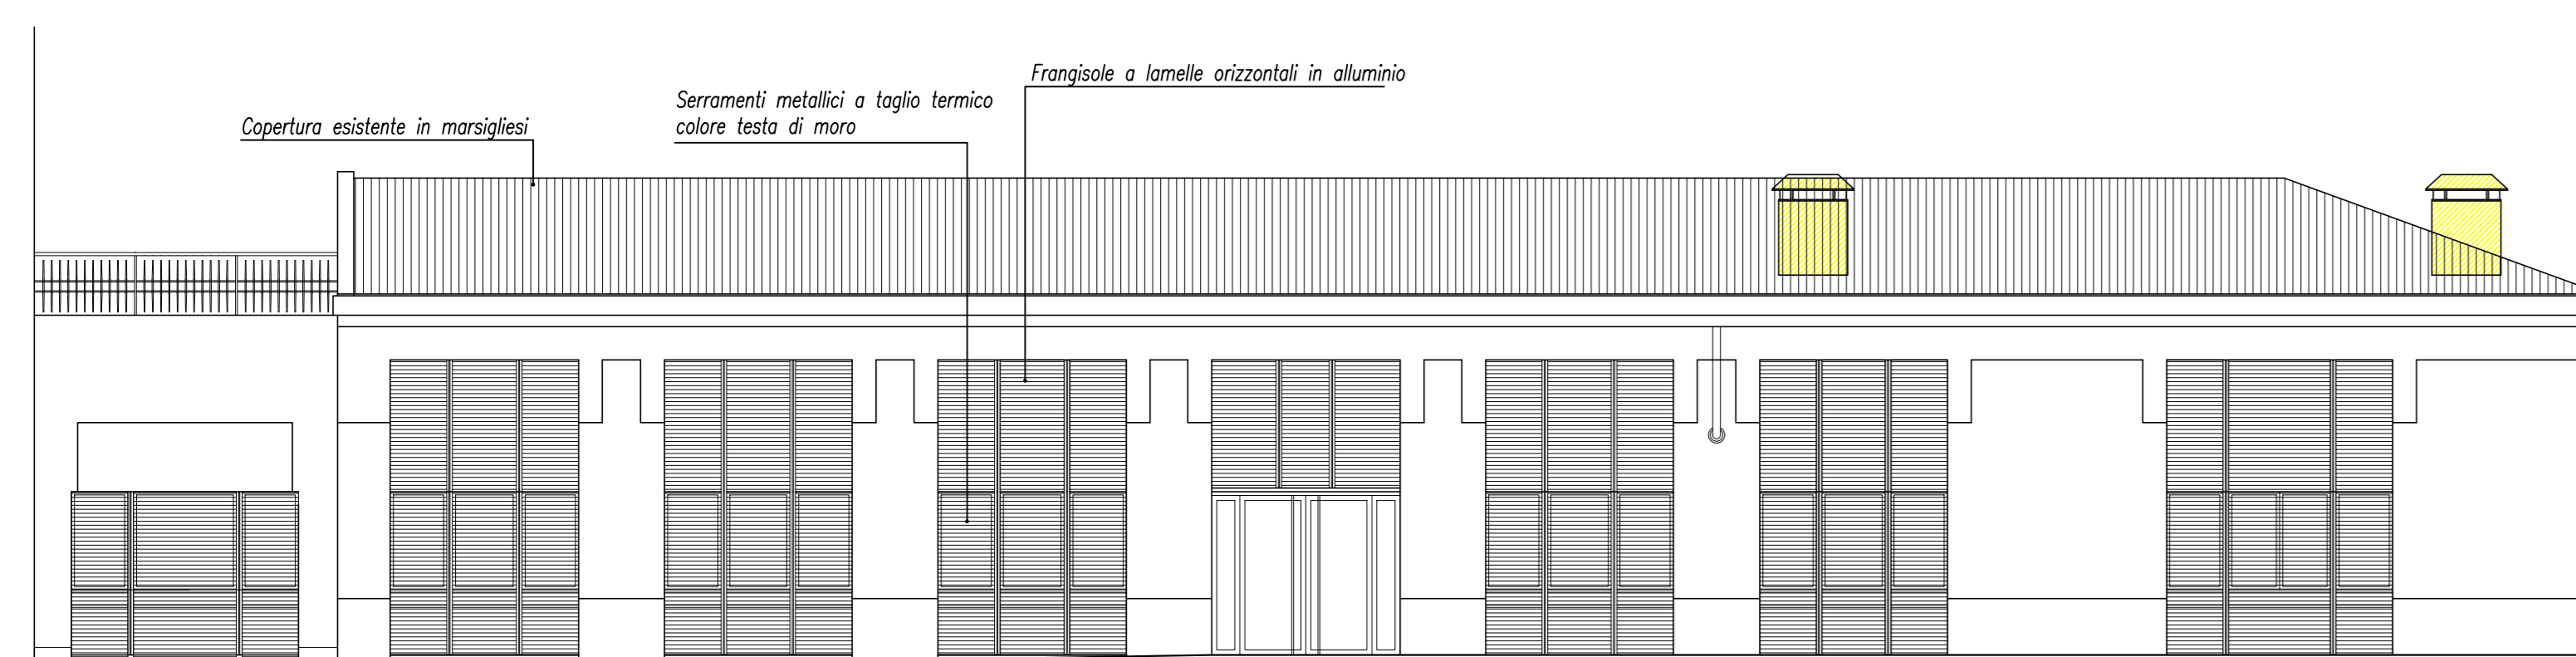 Frangisole a lamelle orizzontali in alluminio
Serramenti metallici a taglio termico
colore testa di moro
Copertura esistente in marsigliesi